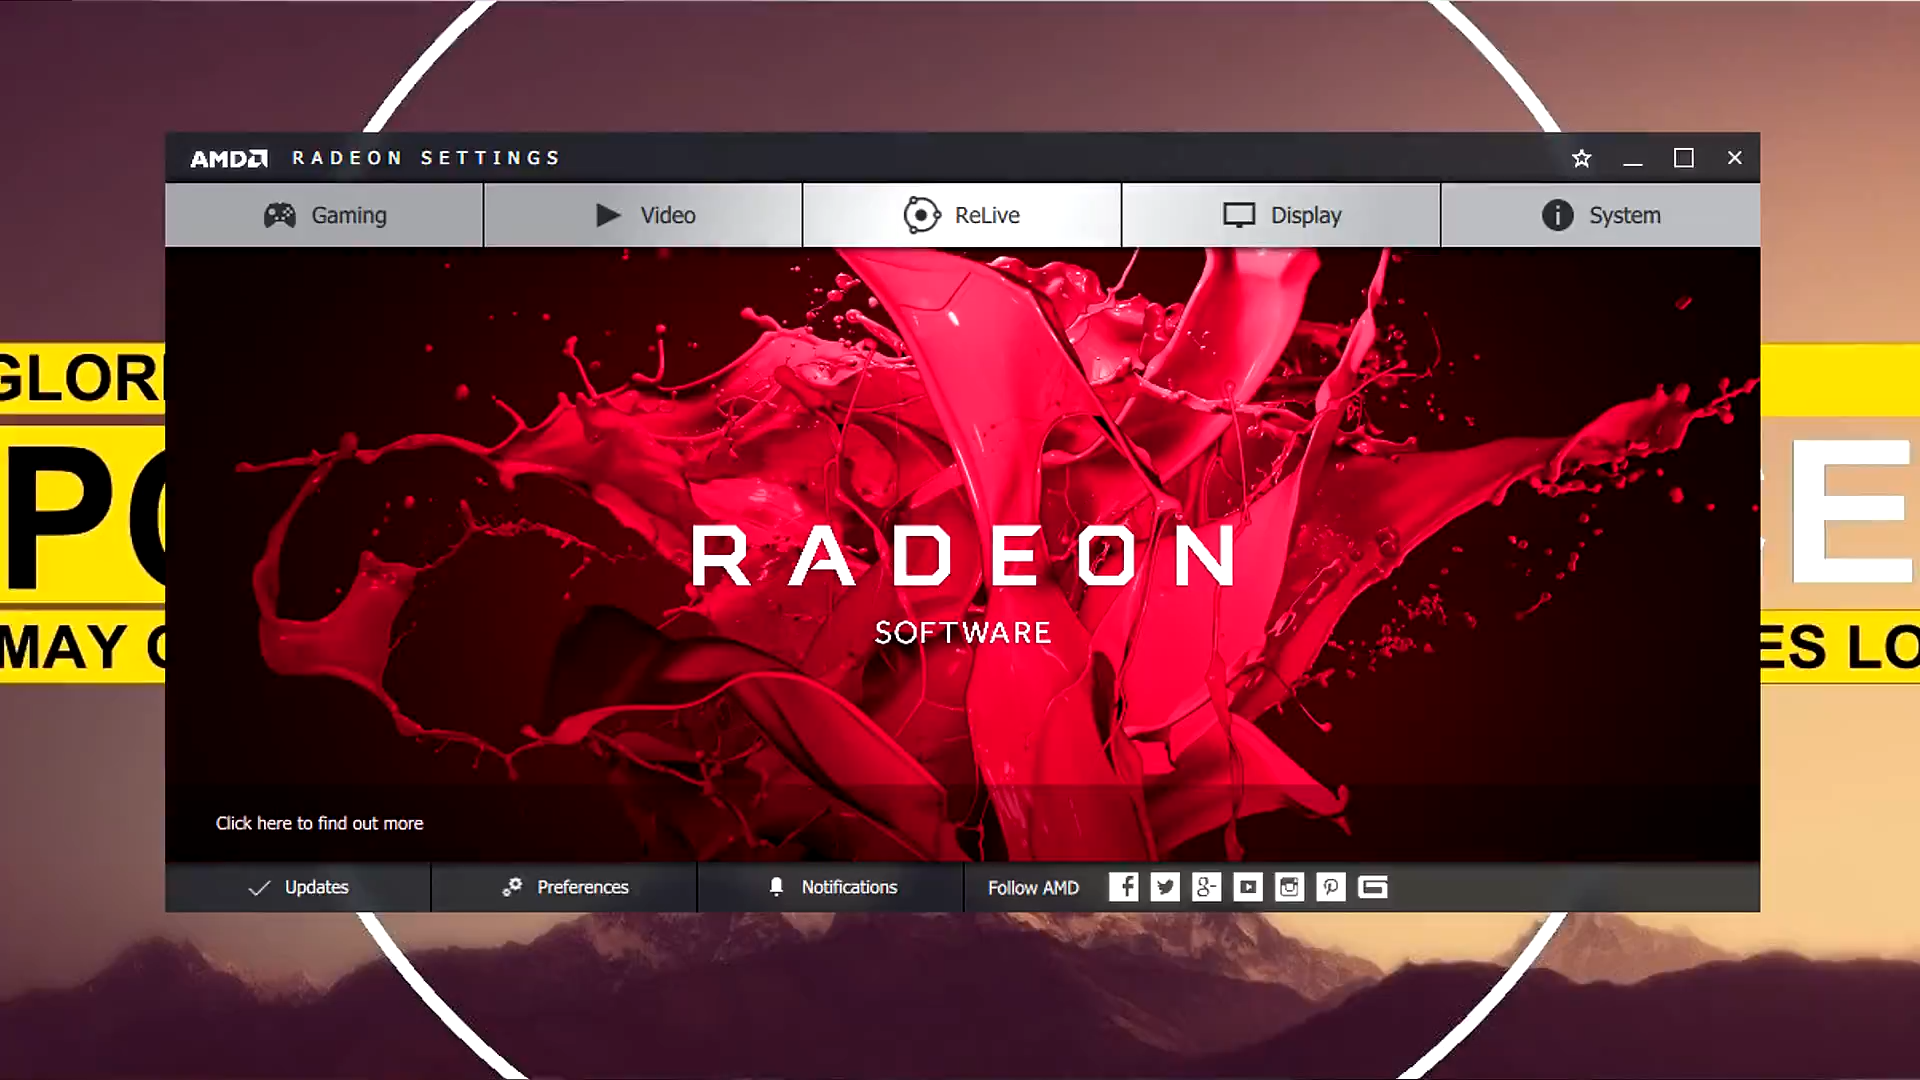 AMD RADEON SETTINGS
Gaming Video ReLive Display System
RADEON
SOFTWARE
Click here to find out more
Updates Preferences Notifications Follow AMD
MAY